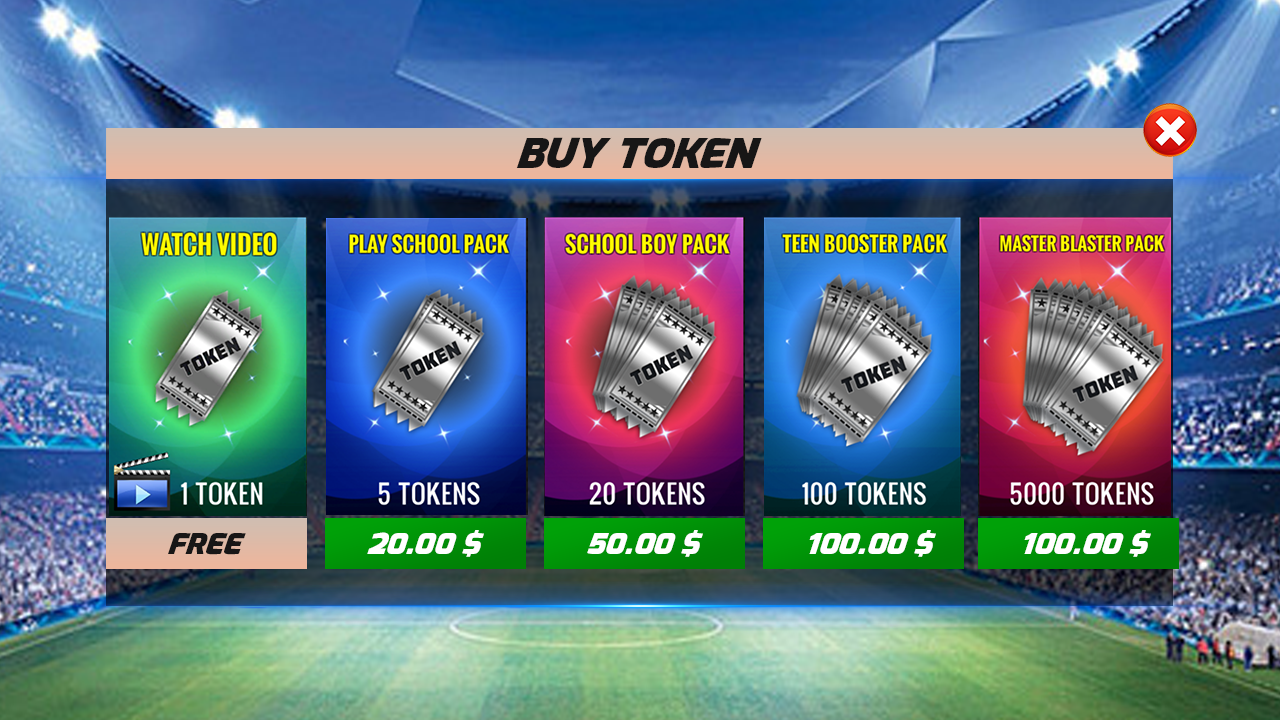 BUY TOKEN
WATCH VIDEO
TOKEN
1 TOKEN
FREE
PLAY SCHOOL PACK
TOKEN
5 TOKENS
20.00 $
SCHOOL BOY PACK
TOKEN
20 TOKENS
50.00 $
TEEN BOOSTER PACK
TOKEN
100 TOKENS
100.00 $
MASTER BLASTER PACK
TOKEN
5000 TOKENS
100.00 $